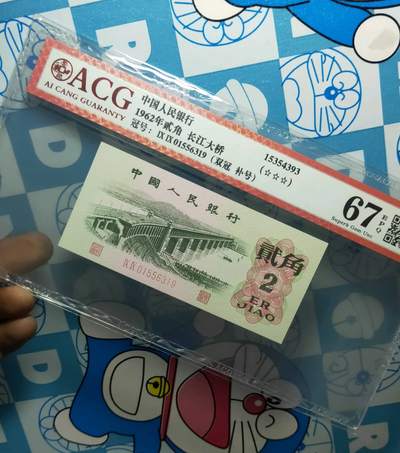 ACG
AI CANG GUARANTY
中国人民银行
1962年贰角 长江大桥
冠号: IX IX 01556319 (双冠 补号)
15354393
(☆☆☆)
67
EPQ
Superb Gem Unc
中國人民銀行
IX IX 01556319
貳角
2
ER
JIAO